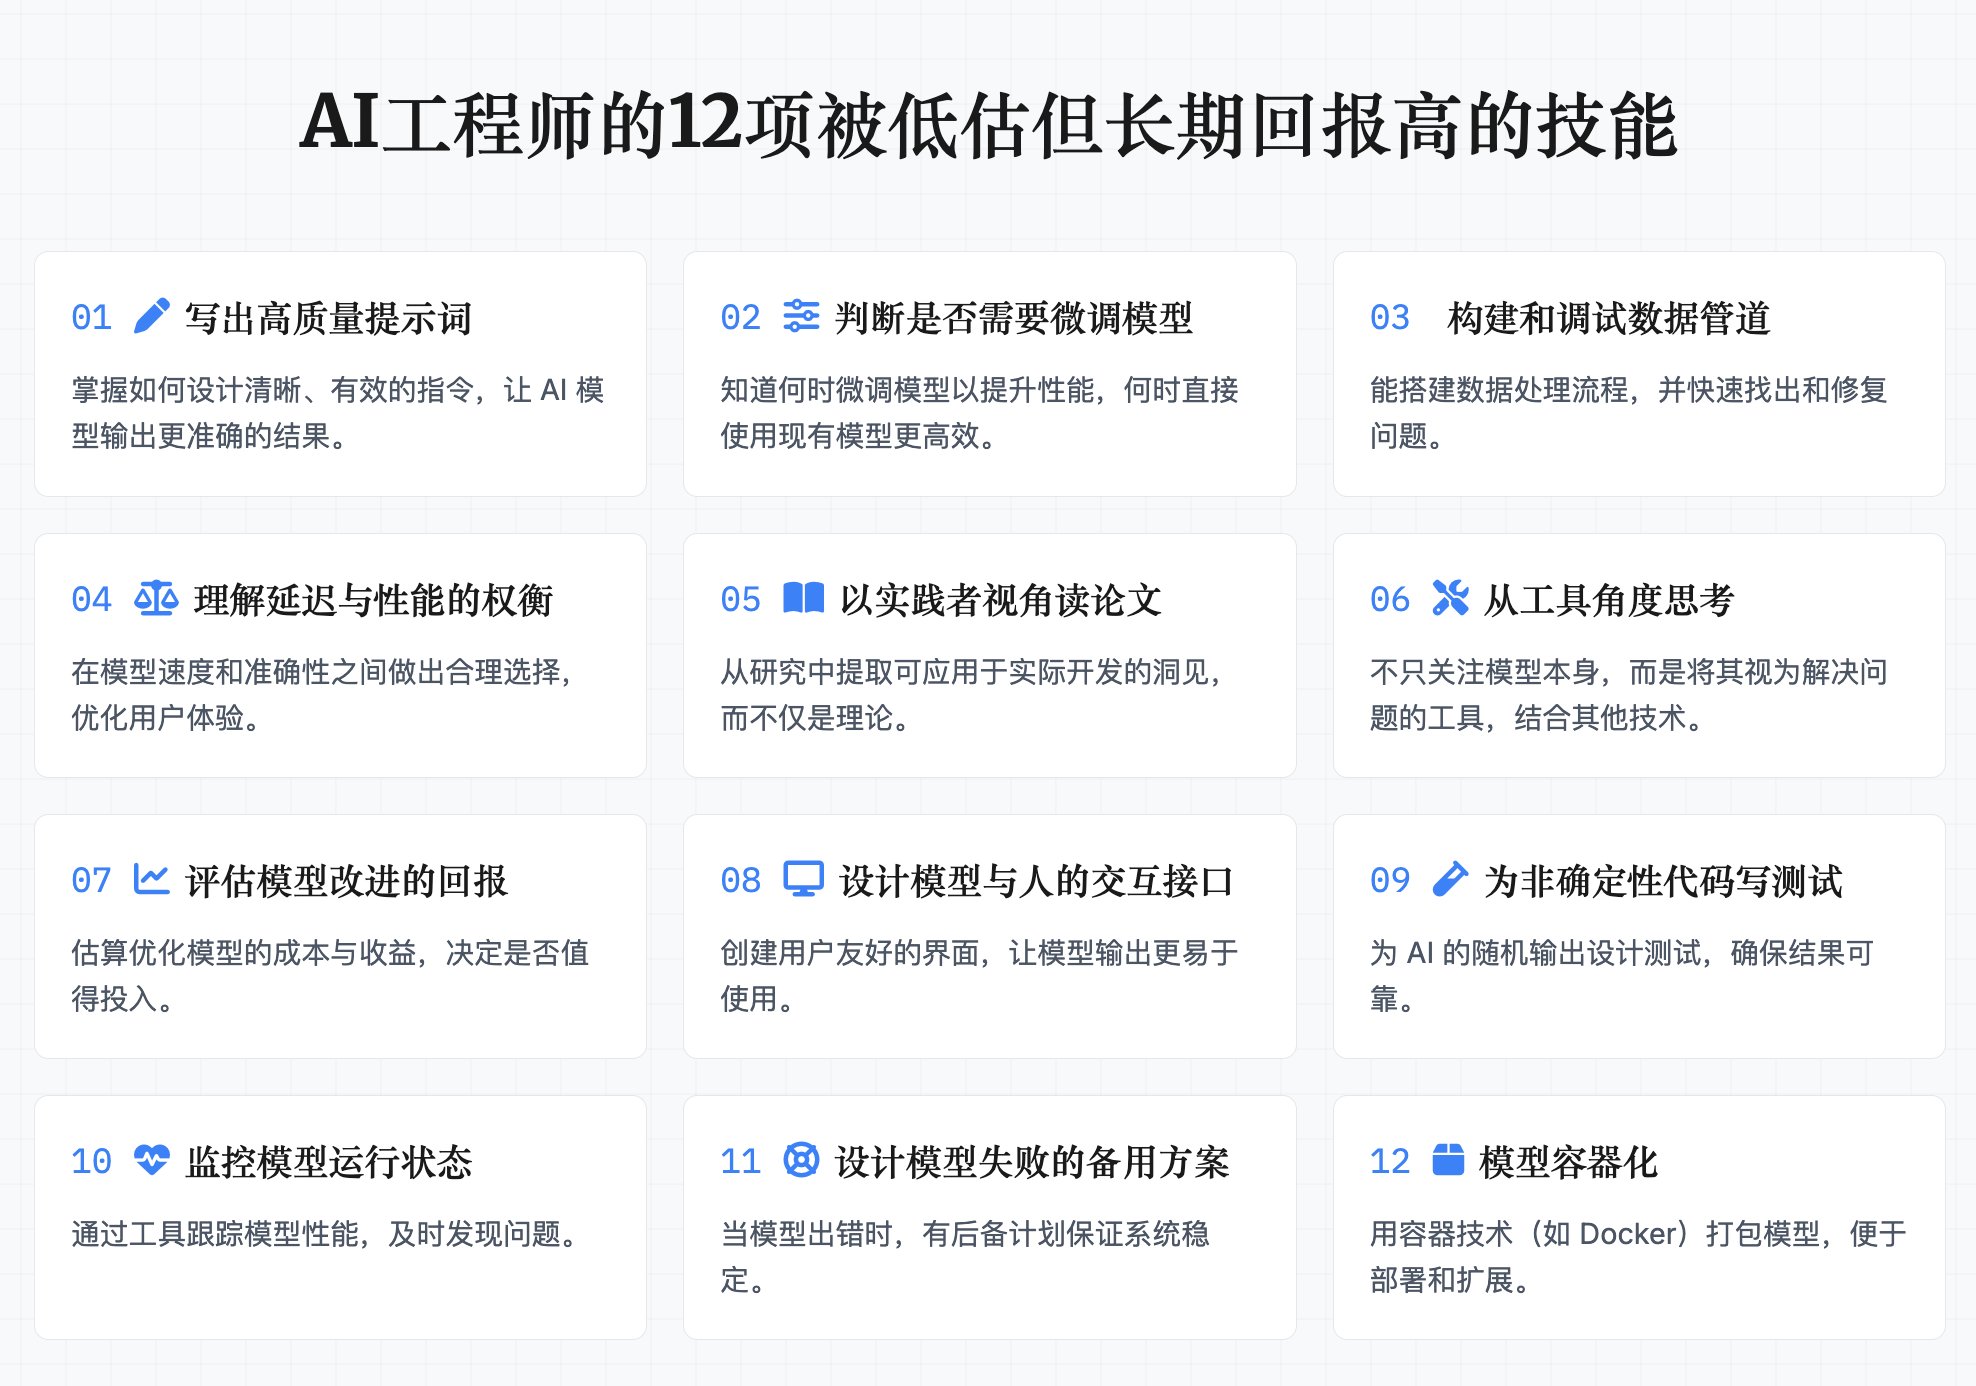 AI工程师的12项被低估但长期回报高的技能
01 写出高质量提示词
掌握如何设计清晰、有效的指令，让 AI 模
型输出更准确的结果。
02 判断是否需要微调模型
知道何时微调模型以提升性能，何时直接
使用现有模型更高效。
03 构建和调试数据管道
能搭建数据处理流程，并快速找出和修复
问题。
04 理解延迟与性能的权衡
在模型速度和准确性之间做出合理选择，
优化用户体验。
05 以实践者视角读论文
从研究中提取可应用于实际开发的洞见，
而不仅是理论。
06 从工具角度思考
不只关注模型本身，而是将其视为解决问
题的工具，结合其他技术。
07 评估模型改进的回报
估算优化模型的成本与收益，决定是否值
得投入。
08 设计模型与人的交互接口
创建用户友好的界面，让模型输出更易于
使用。
09 为非确定性代码写测试
为 AI 的随机输出设计测试，确保结果可
靠。
10 监控模型运行状态
通过工具跟踪模型性能，及时发现问题。
11 设计模型失败的备用方案
当模型出错时，有后备计划保证系统稳
定。
12 模型容器化
用容器技术（如 Docker）打包模型，便于
部署和扩展。